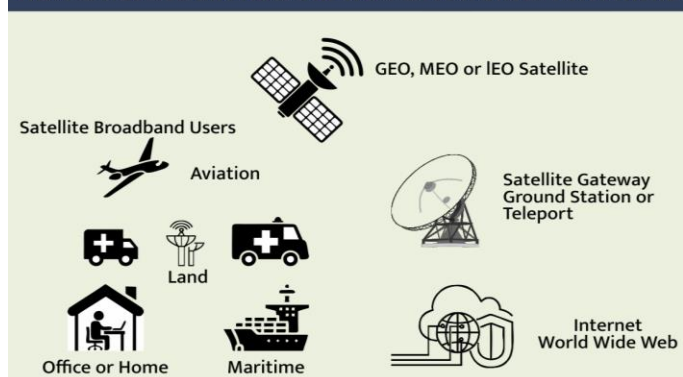 GEO, MEO or lEO Satellite
Satellite Broadband Users
Aviation
Satellite Gateway
Ground Station or
Teleport
Land
Office or Home
Maritime
Internet
World Wide Web